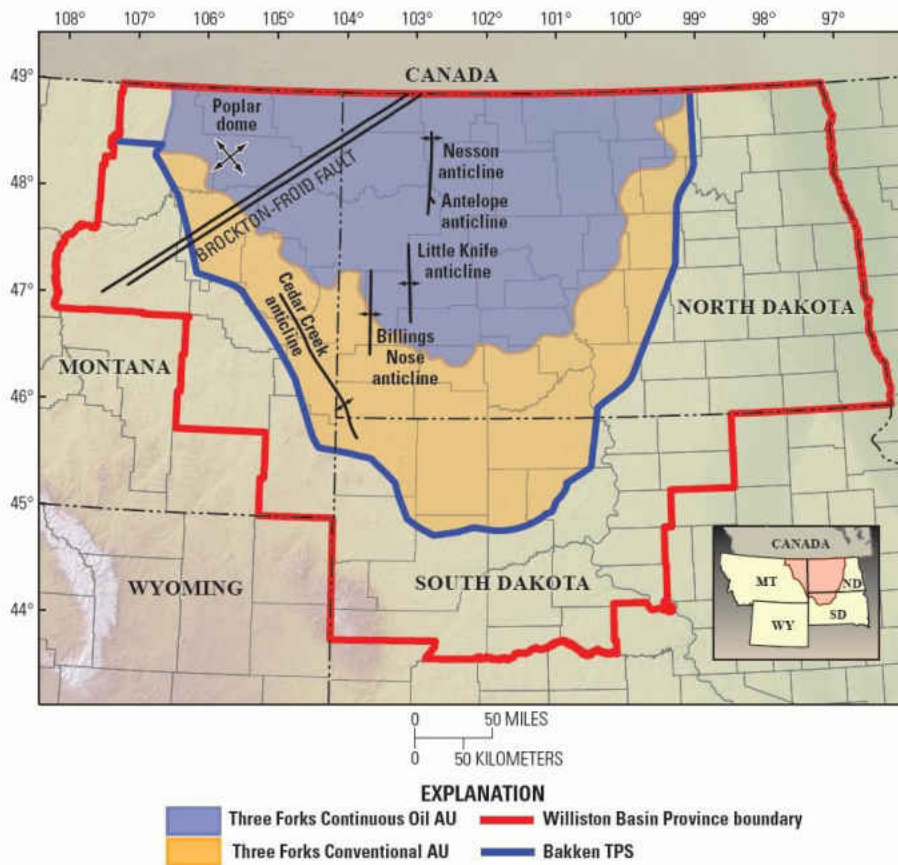 108° 107° 106° 105° 104° 103° 102° 101° 100° 99° 98° 97°
49°
CANADA
Poplar
dome
Nesson
anticline
48°
BROCKTON-FROID FAULT
Antelope
anticline
Little Knife
anticline
47°
Cedar Creek
anticline
NORTH DAKOTA
Billings
Nose
anticline
MONTANA
46°
45°
CANADA
MT
ND
SD
WY
WYOMING
SOUTH DAKOTA
44°
0 50 MILES
0 50 KILOMETERS
EXPLANATION
Three Forks Continuous Oil AU
Williston Basin Province boundary
Three Forks Conventional AU
Bakken TPS